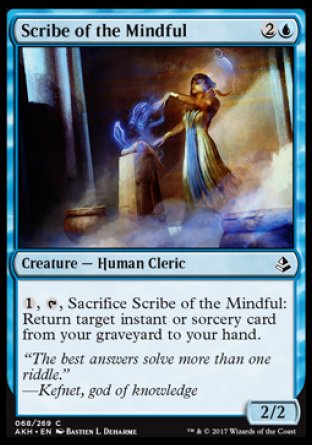 Scribe of the Mindful 2
Creature — Human Cleric
1, , Sacrifice Scribe of the Mindful:
Return target instant or sorcery card
from your graveyard to your hand.
"The best answers solve more than one
riddle."
—Kefnet, god of knowledge
2/2
068/269 C
AKH • EN Bastien L. Deharme
™ & © 2017 Wizards of the Coast